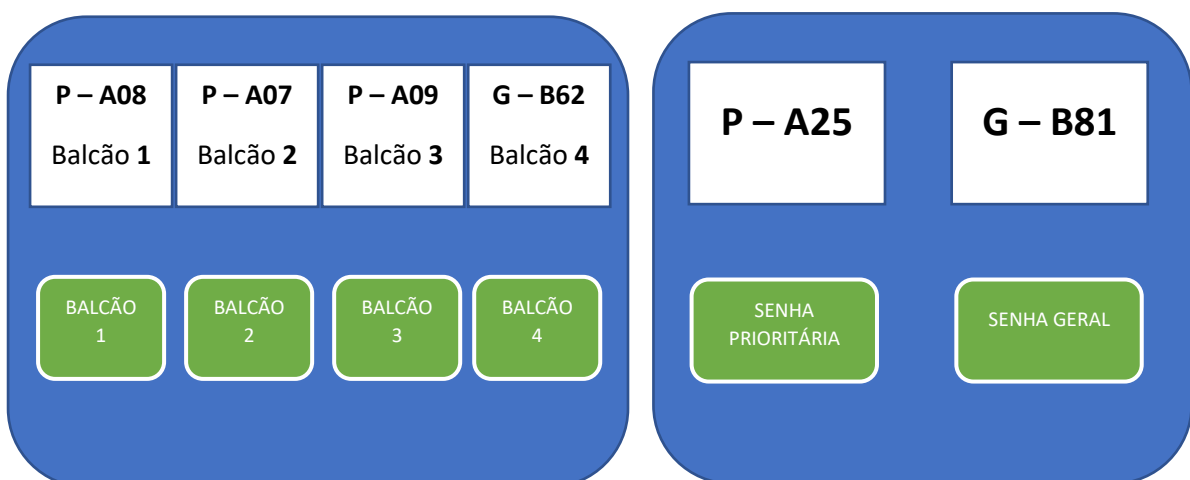 P – A08
Balcão 1
P – A07
Balcão 2
P – A09
Balcão 3
G – B62
Balcão 4
BALCÃO
1
BALCÃO
2
BALCÃO
3
BALCÃO
4
P – A25
G – B81
SENHA
PRIORITÁRIA
SENHA GERAL